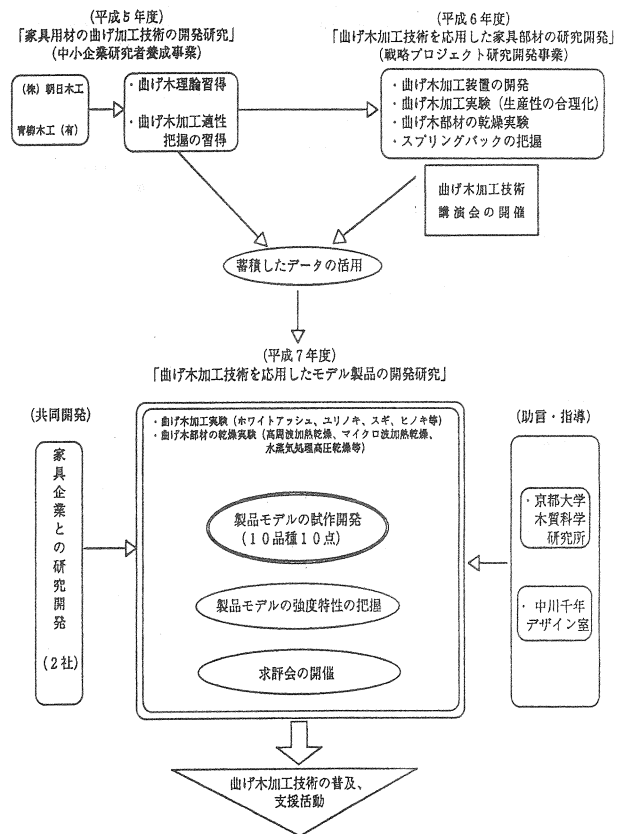 (平成5年度)
「家具用材の曲げ加工技術の開発研究」
(中小企業研究者養成事業)
(株)朝日木工
青柳木工(有)
・曲げ木理論習得
・曲げ木加工適性
把握の習得
(平成6年度)
「曲げ木加工技術を応用した家具部材の研究開発」
(戦略プロジェクト研究開発事業)
・曲げ木加工装置の開発
・曲げ木加工実験(生産性の合理化)
・曲げ木部材の乾燥実験
・スプリングバックの把握
曲げ木加工技術
講演会の開催
蓄積したデータの活用
(平成7年度)
「曲げ木加工技術を応用したモデル製品の開発研究」
(共同開発)
家具企業との研究開発
(2社)
・曲げ木加工実験(ホワイトアッシュ、ユリノキ、スギ、ヒノキ等)
・曲げ木部材の乾燥実験(高周波加熱乾燥、マイクロ波加熱乾燥、
水蒸気処理高圧乾燥等)
製品モデルの試作開発
(10品種10点)
製品モデルの強度特性の把握
求評会の開催
(助言・指導)
・京都大学
木質科学
研究所
・中川千年
デザイン室
曲げ木加工技術の普及、
支援活動